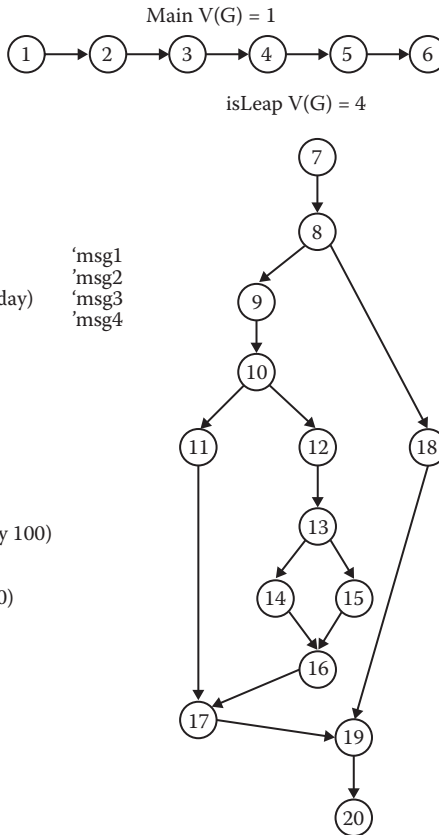 Main V(G) = 1
1 2 3 4 5 6
isLeap V(G) = 4
7
8
'msg1
'msg2
day) 'msg3
'msg4
9
10
11 12 18
y 100)
13
0)
14 15
16
17
19
20